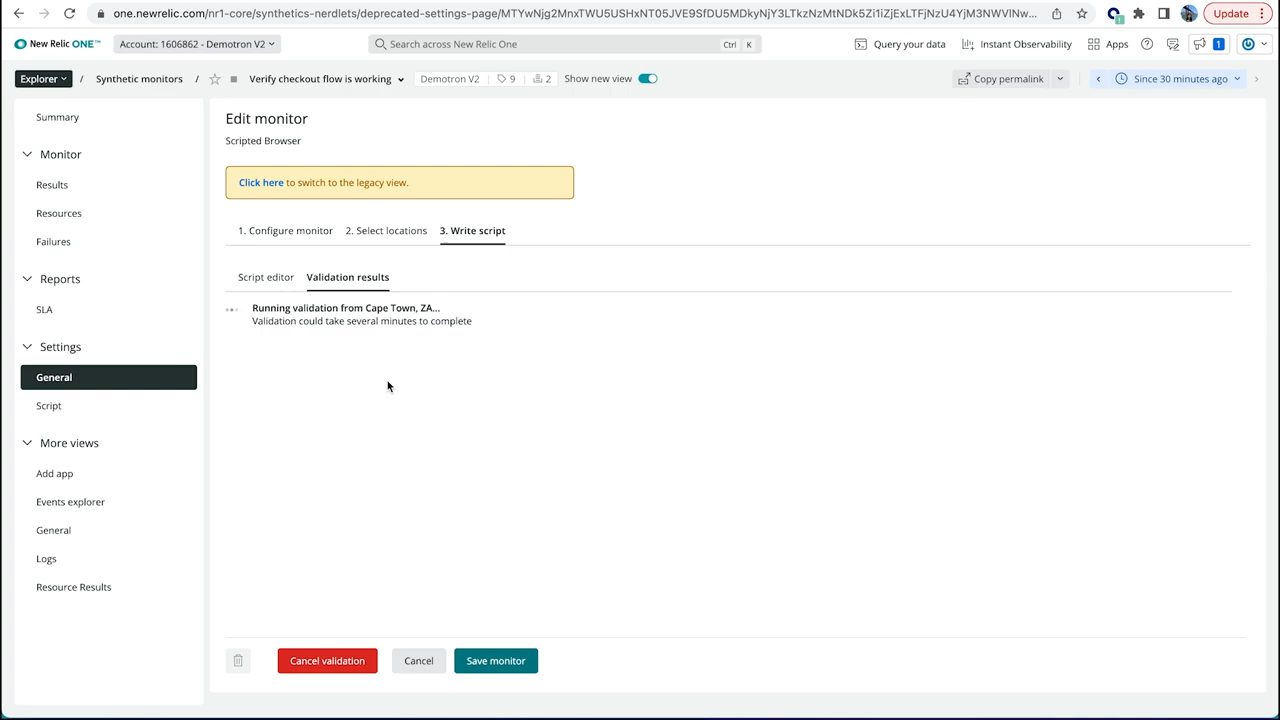 one.newrelic.com/nr1-core/synthetics-nerdlets/deprecated-settings-page/MTYwNjg2MnxTWU5USHxNT05JVE9SfDU5MDkyNjY3LTkzNzMtNDk5Zi1iZjExLTFjNzU4YjM3NWVlNw...
Update
New Relic ONE™
Account: 1606862 - Demotron V2
Search across New Relic One
Ctrl
K
Query your data
Instant Observability
Apps
1
Explorer
/
Synthetic monitors
/
Verify checkout flow is working
Demotron V2
9
2
Show new view
Copy permalink
Since 30 minutes ago
Summary
Monitor
Results
Resources
Failures
Reports
SLA
Settings
General
Script
More views
Add app
Events explorer
General
Logs
Resource Results
Edit monitor
Scripted Browser
Click here to switch to the legacy view.
1. Configure monitor
2. Select locations
3. Write script
Script editor
Validation results
Running validation from Cape Town, ZA...
Validation could take several minutes to complete
Cancel validation
Cancel
Save monitor